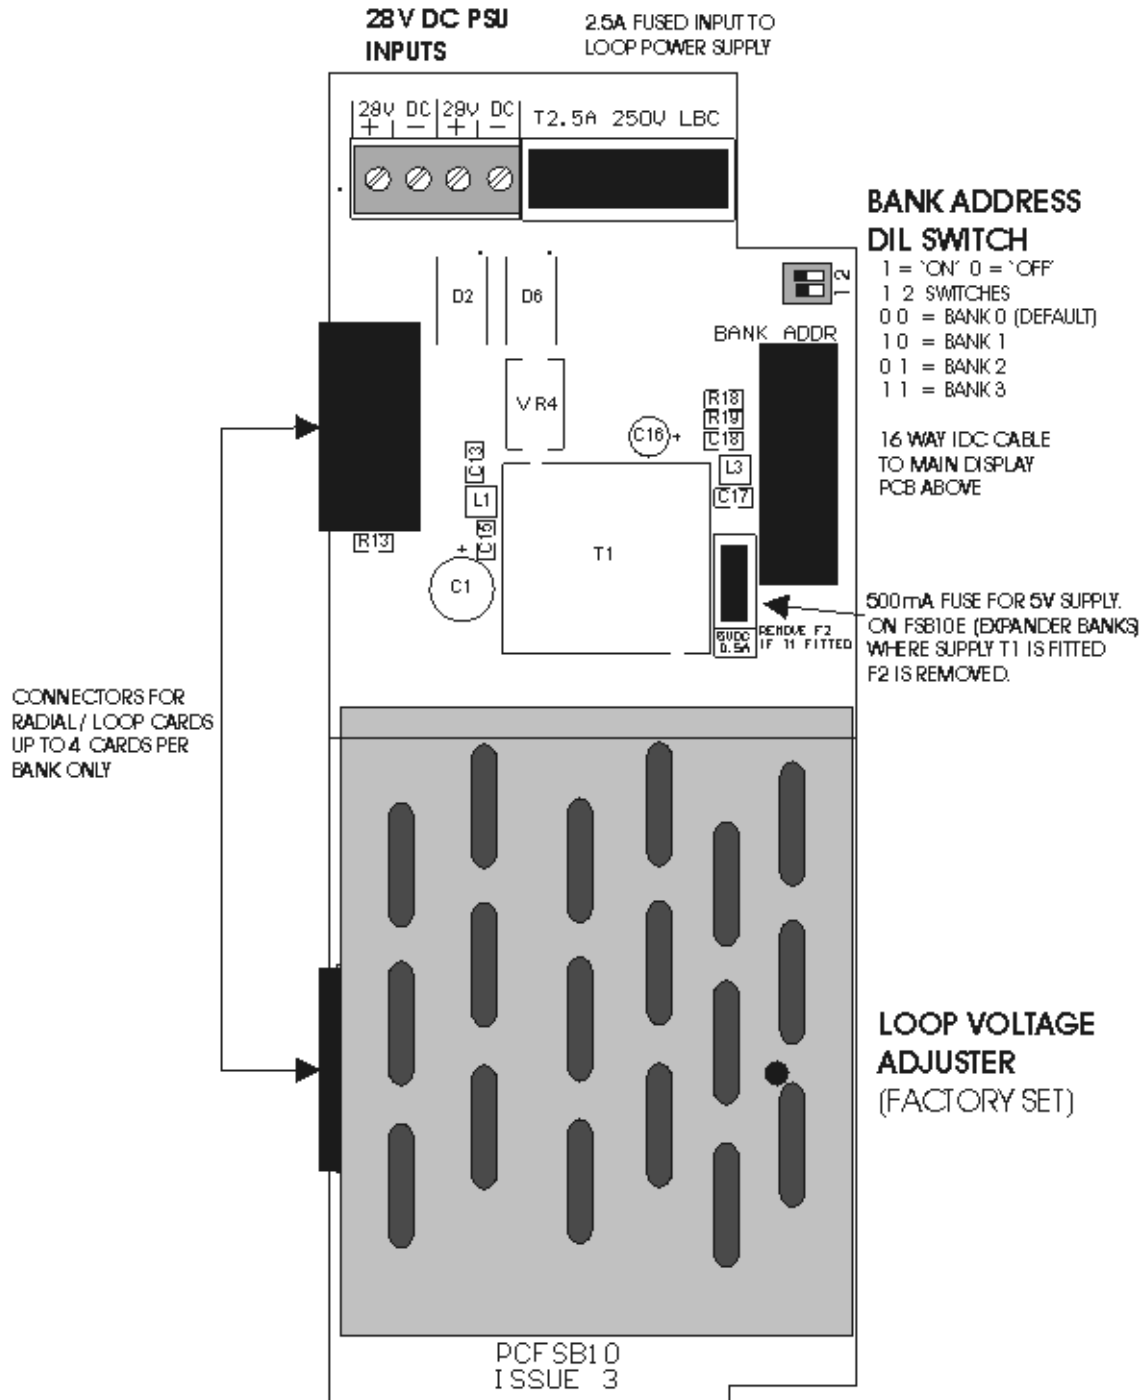 28V DC PSU
INPUTS
2.5A FUSED INPUT TO
LOOP POWER SUPPLY
28V DC 28V DC
+ - + -
T2.5A 250V LBC
BANK ADDRESS
DIL SWITCH
1 = `ON' 0 = `OFF'
1 2 SWITCHES
0 0 = BANK 0 (DEFAULT)
1 0 = BANK 1
0 1 = BANK 2
1 1 = BANK 3
1 2
BANK ADDR
D2
D6
VR4
R18
R19
C18
C16 +
L3
C17
C13
L1
C15
R13
+
C1
T1
16 WAY IDC CABLE
TO MAIN DISPLAY
PCB ABOVE
500mA FUSE FOR 5V SUPPLY.
ON FSB10E (EXPANDER BANKS)
WHERE SUPPLY T1 IS FITTED
F2 IS REMOVED.
5VDC
0.5A
REMOVE F2
IF T1 FITTED
CONNECTORS FOR
RADIAL / LOOP CARDS
UP TO 4 CARDS PER
BANK ONLY
LOOP VOLTAGE
ADJUSTER
(FACTORY SET)
PCFSB10
ISSUE 3